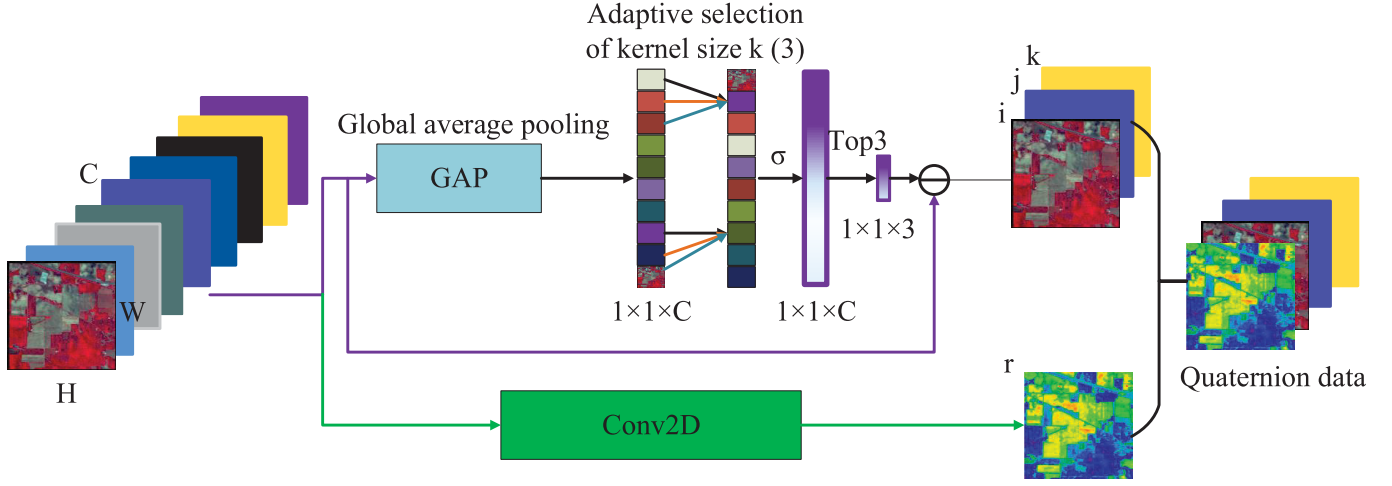 Adaptive selection
of kernel size k (3)
Global average pooling
GAP
C
W
H
1×1×C
σ
1×1×C
Top3
1×1×3
k
j
i
r
Conv2D
Quaternion data